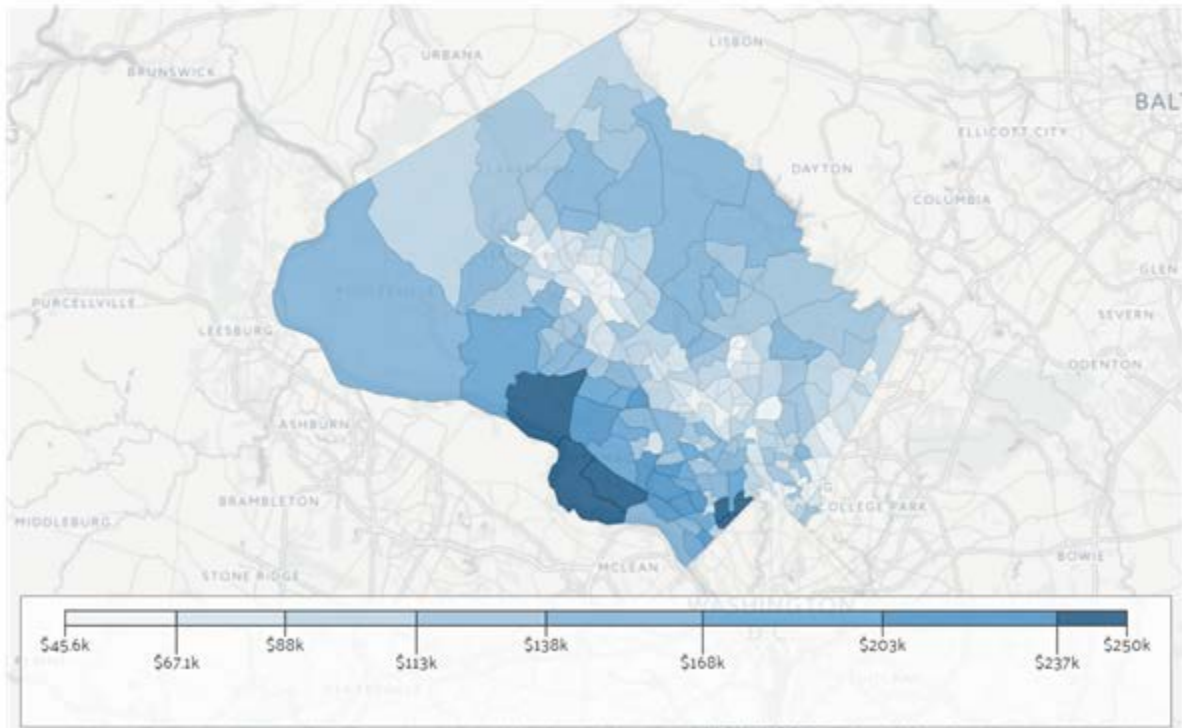 LISBON
URBANA
BRUNSWICK
BALT
ELLICOTT CITY
DAYTON
COLUMBIA
GLEN
PURCELLVILLE
SEVERN
LEESBURG
ODENTON
ASHBURN
BRAMBLETON
G
COLLEGE PARK
MIDDLEBURG
BOWIE
MCLEAN
STONE RIDGE
WASHINGTON
$45.6k $88k $138k $203k $250k
$67.1k $113k $168k $237k